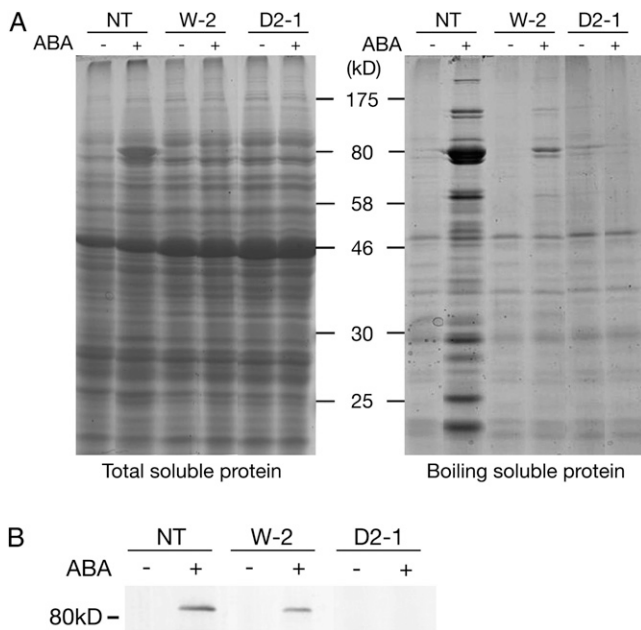 A
NT W-2 D2-1 NT W-2 D2-1
ABA - + - + - + ABA - + - + - +
(kD)
175
80
58
46
30
25
Total soluble protein Boiling soluble protein
B
NT W-2 D2-1
ABA - + - + - +
80kD